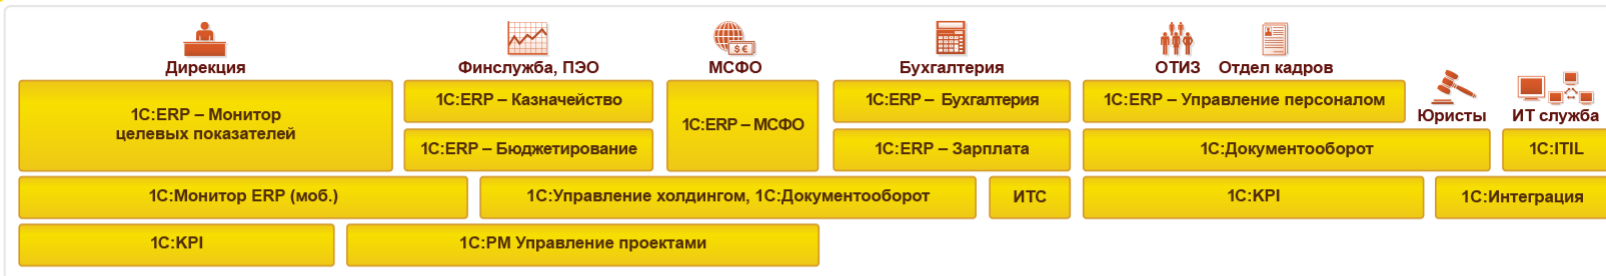 Дирекция
Финслужба, ПЭО
МСФО
Бухгалтерия
ОТИЗ
Отдел кадров
Юристы
ИТ служба
$ €
1С:ERP – Монитор
целевых показателей
1С:ERP – Казначейство
1С:ERP – МСФО
1С:ERP – Бухгалтерия
1С:ERP – Управление персоналом
1С:ERP – Бюджетирование
1С:ERP – Зарплата
1С:Документооборот
1С:ITIL
1С:Монитор ERP (моб.)
1С:Управление холдингом, 1С:Документооборот
ИТС
1С:KPI
1С:Интеграция
1С:KPI
1С:PM Управление проектами